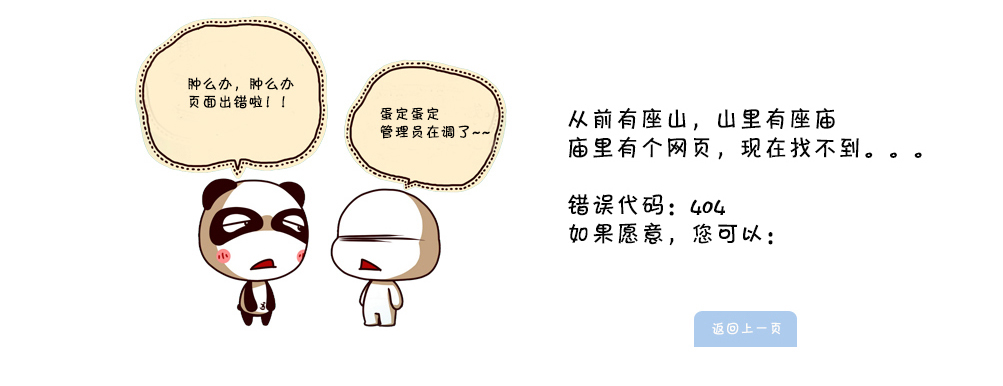 肿么办，肿么办
页面出错啦！！
蛋定蛋定
管理员在调了~~
从前有座山，山里有座庙
庙里有个网页，现在找不到。。。
错误代码：404
如果愿意，您可以：
返回上一页